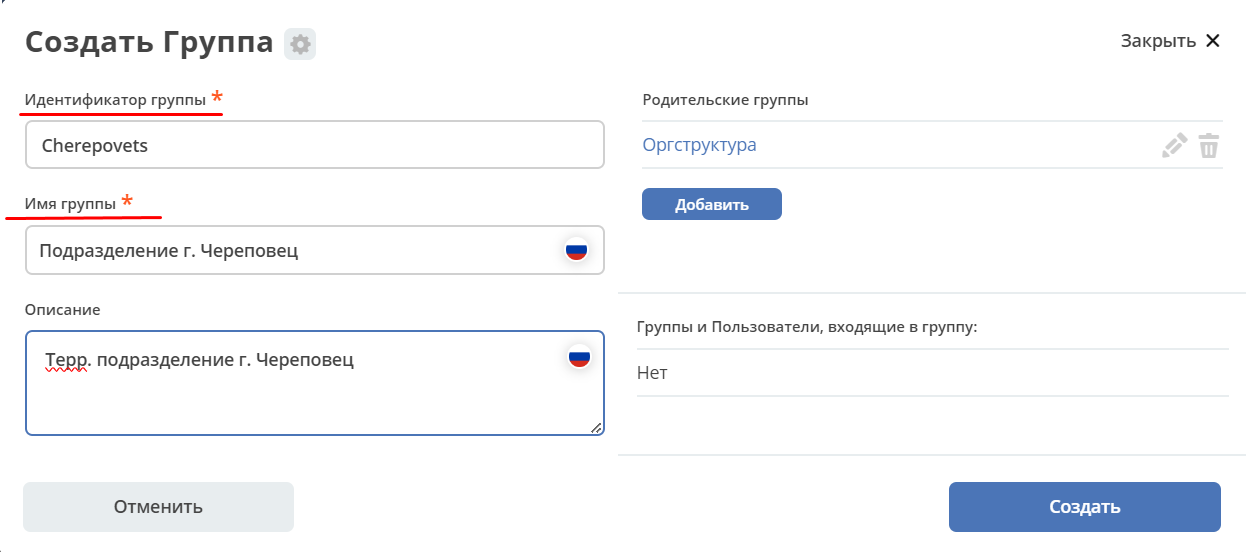 Создать Группа
Закрыть ✕
Идентификатор группы *
Cherepovets
Имя группы *
Подразделение г. Череповец
Описание
Терр. подразделение г. Череповец
Родительские группы
Оргструктура
Добавить
Группы и Пользователи, входящие в группу:
Нет
Отменить
Создать